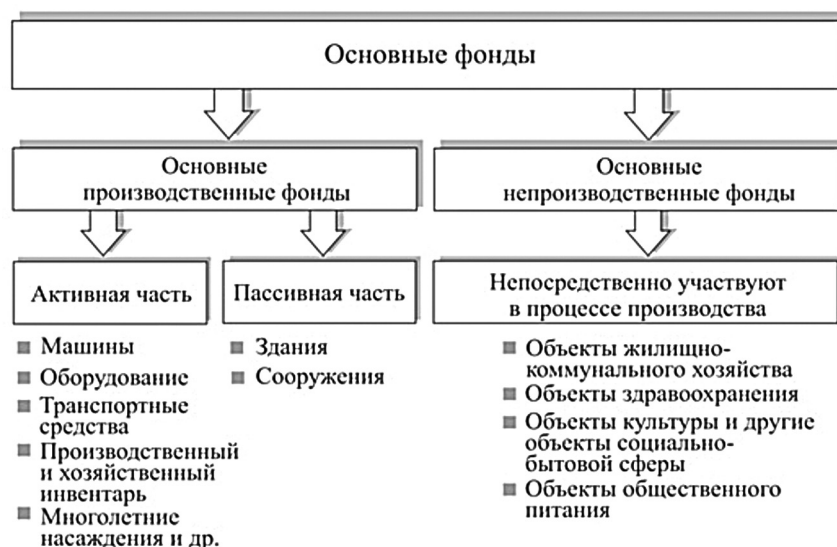 Основные фонды
Основные
производственные фонды
Основные
непроизводственные фонды
Активная часть
Пассивная часть
Непосредственно участвуют
в процессе производства
Машины
Оборудование
Транспортные
средства
Производственный
и хозяйственный
инвентарь
Многолетние
насаждения и др.
Здания
Сооружения
Объекты жилищно-
коммунального хозяйства
Объекты здравоохранения
Объекты культуры и другие
объекты социально-
бытовой сферы
Объекты общественного
питания